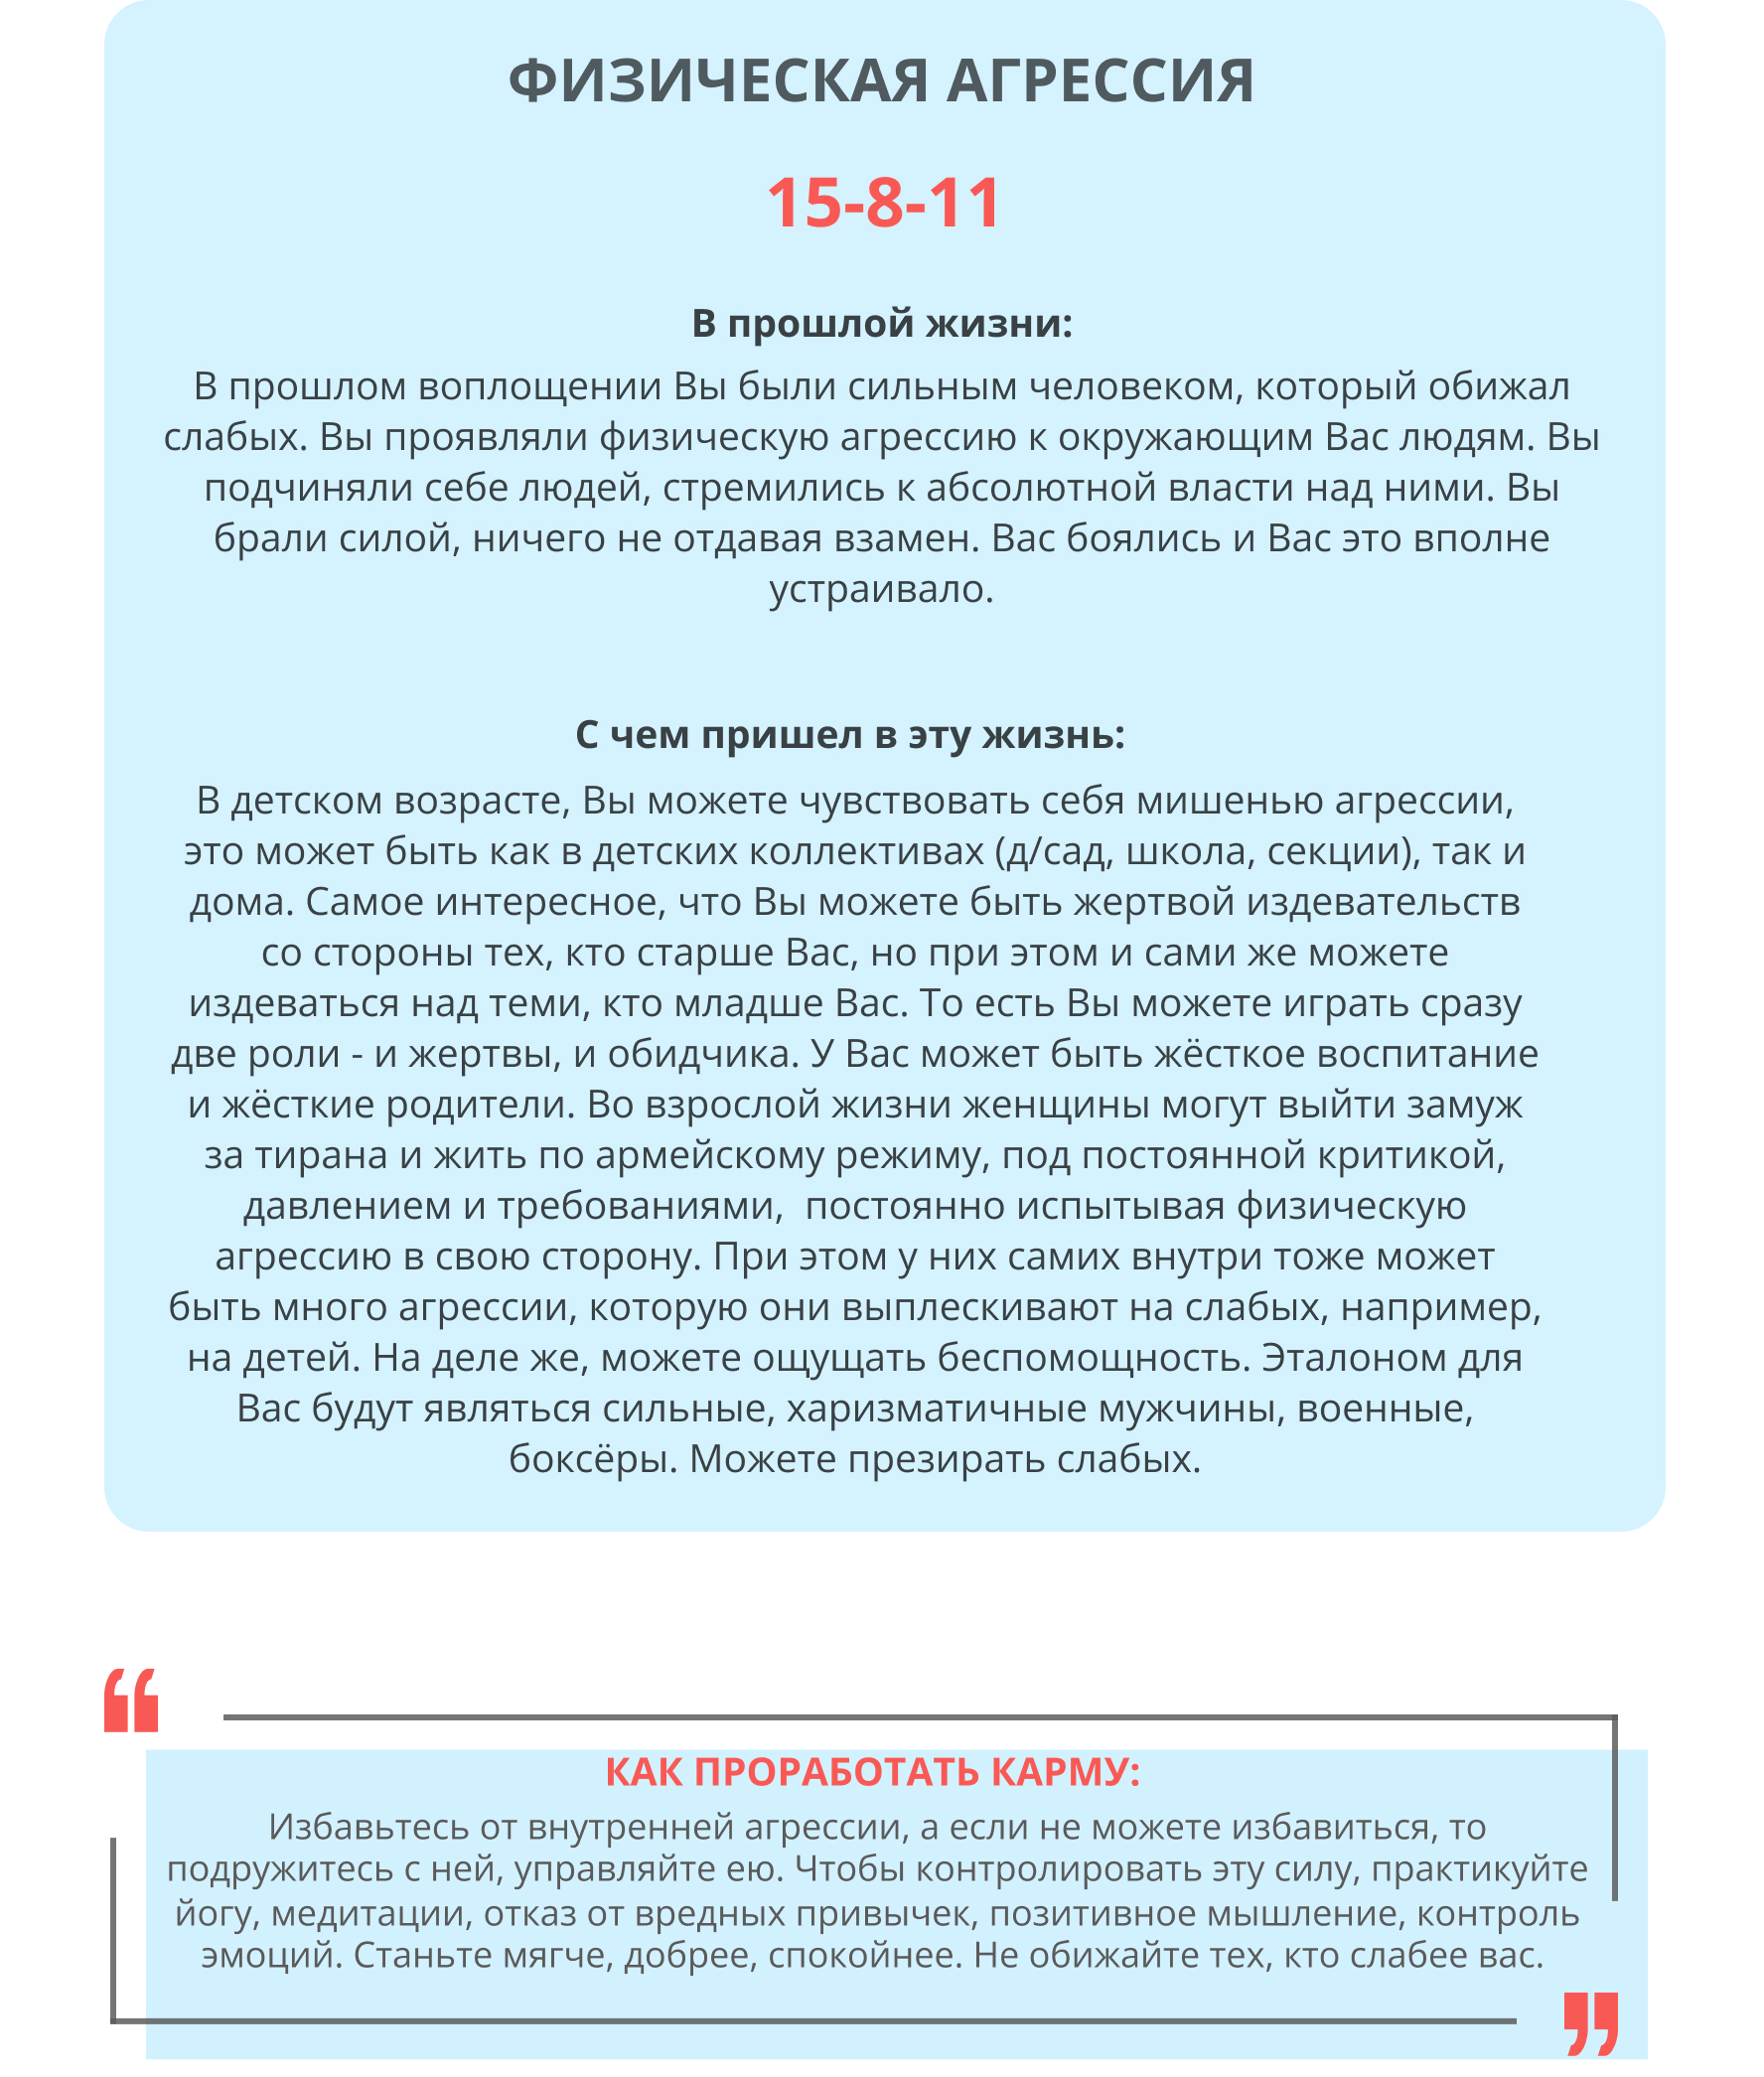 ФИЗИЧЕСКАЯ АГРЕССИЯ
15-8-11
В прошлой жизни:
В прошлом воплощении Вы были сильным человеком, который обижал
слабых. Вы проявляли физическую агрессию к окружающим Вас людям. Вы
подчиняли себе людей, стремились к абсолютной власти над ними. Вы
брали силой, ничего не отдавая взамен. Вас боялись и Вас это вполне
устраивало.
С чем пришел в эту жизнь:
В детском возрасте, Вы можете чувствовать себя мишенью агрессии,
это может быть как в детских коллективах (д/сад, школа, секции), так и
дома. Самое интересное, что Вы можете быть жертвой издевательств
со стороны тех, кто старше Вас, но при этом и сами же можете
издеваться над теми, кто младше Вас. То есть Вы можете играть сразу
две роли - и жертвы, и обидчика. У Вас может быть жёсткое воспитание
и жёсткие родители. Во взрослой жизни женщины могут выйти замуж
за тирана и жить по армейскому режиму, под постоянной критикой,
давлением и требованиями,  постоянно испытывая физическую
агрессию в свою сторону. При этом у них самих внутри тоже может
быть много агрессии, которую они выплескивают на слабых, например,
на детей. На деле же, можете ощущать беспомощность. Эталоном для
Вас будут являться сильные, харизматичные мужчины, военные,
боксёры. Можете презирать слабых.
“
КАК ПРОРАБОТАТЬ КАРМУ:
Избавьтесь от внутренней агрессии, а если не можете избавиться, то
подружитесь с ней, управляйте ею. Чтобы контролировать эту силу, практикуйте
йогу, медитации, отказ от вредных привычек, позитивное мышление, контроль
эмоций. Станьте мягче, добрее, спокойнее. Не обижайте тех, кто слабее вас.
”